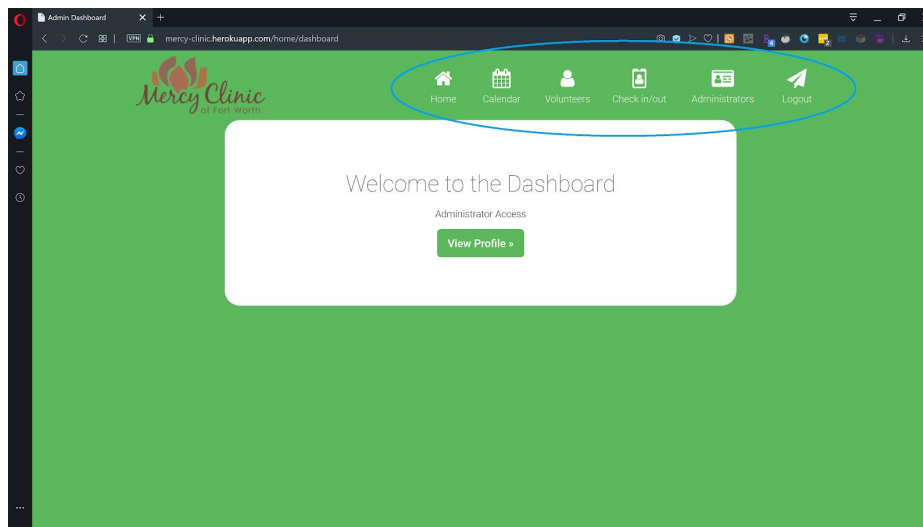 Admin Dashboard
VPN
mercy-clinic.herokuapp.com/home/dashboard
Mercy Clinic
of Fort Worth
Home
Calendar
Volunteers
Check in/out
Administrators
Logout
Welcome to the Dashboard
Administrator Access
View Profile »